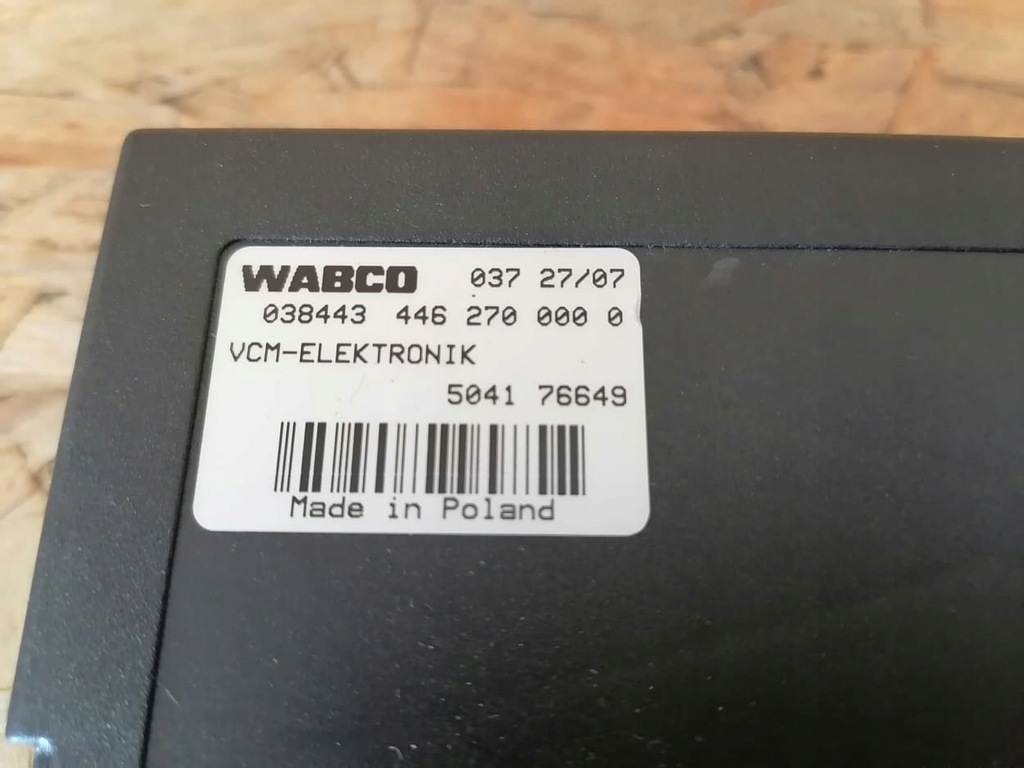 WABCO 037 27/07
038443 446 270 000 0
VCM-ELEKTRONIK
5041 76649
Made in Poland